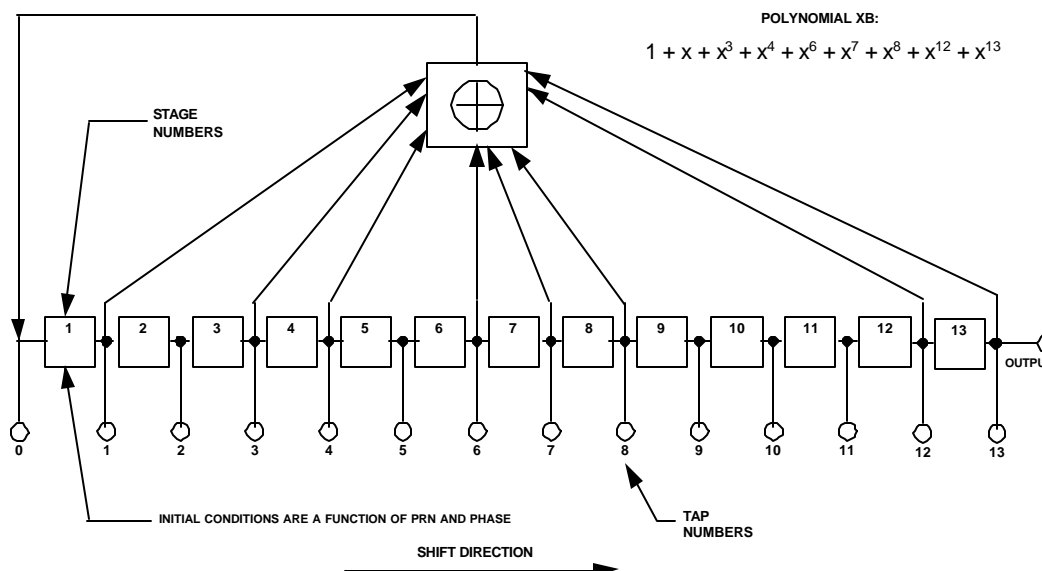 POLYNOMIAL XB:
1 + x + x³ + x⁴ + x⁶ + x⁷ + x⁸ + x¹² + x¹³
STAGE
NUMBERS
1 2 3 4 5 6 7 8 9 10 11 12 13
OUTPU
0 1 2 3 4 5 6 7 8 9 10 11 12 13
INITIAL CONDITIONS ARE A FUNCTION OF PRN AND PHASE
TAP
NUMBERS
SHIFT DIRECTION